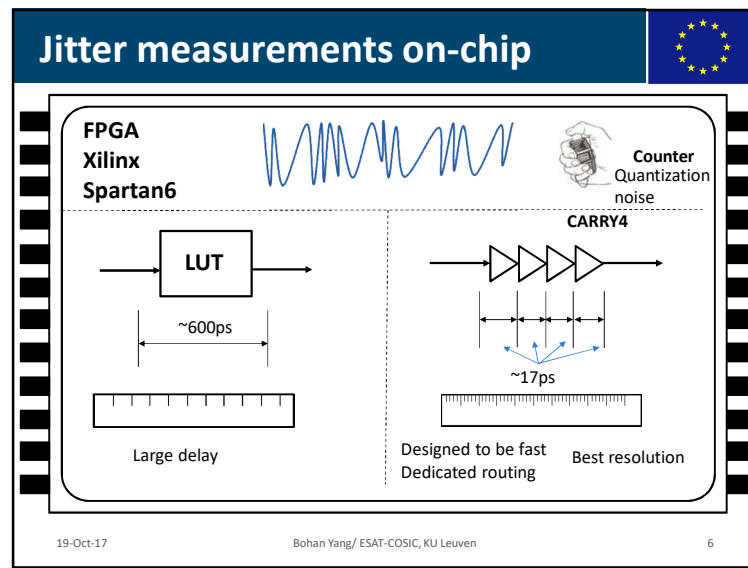 Jitter measurements on-chip
FPGA
Xilinx
Spartan6
Counter
Quantization
noise
LUT
~600ps
Large delay
CARRY4
~17ps
Designed to be fast
Dedicated routing
Best resolution
19-Oct-17
Bohan Yang/ ESAT-COSIC, KU Leuven
6